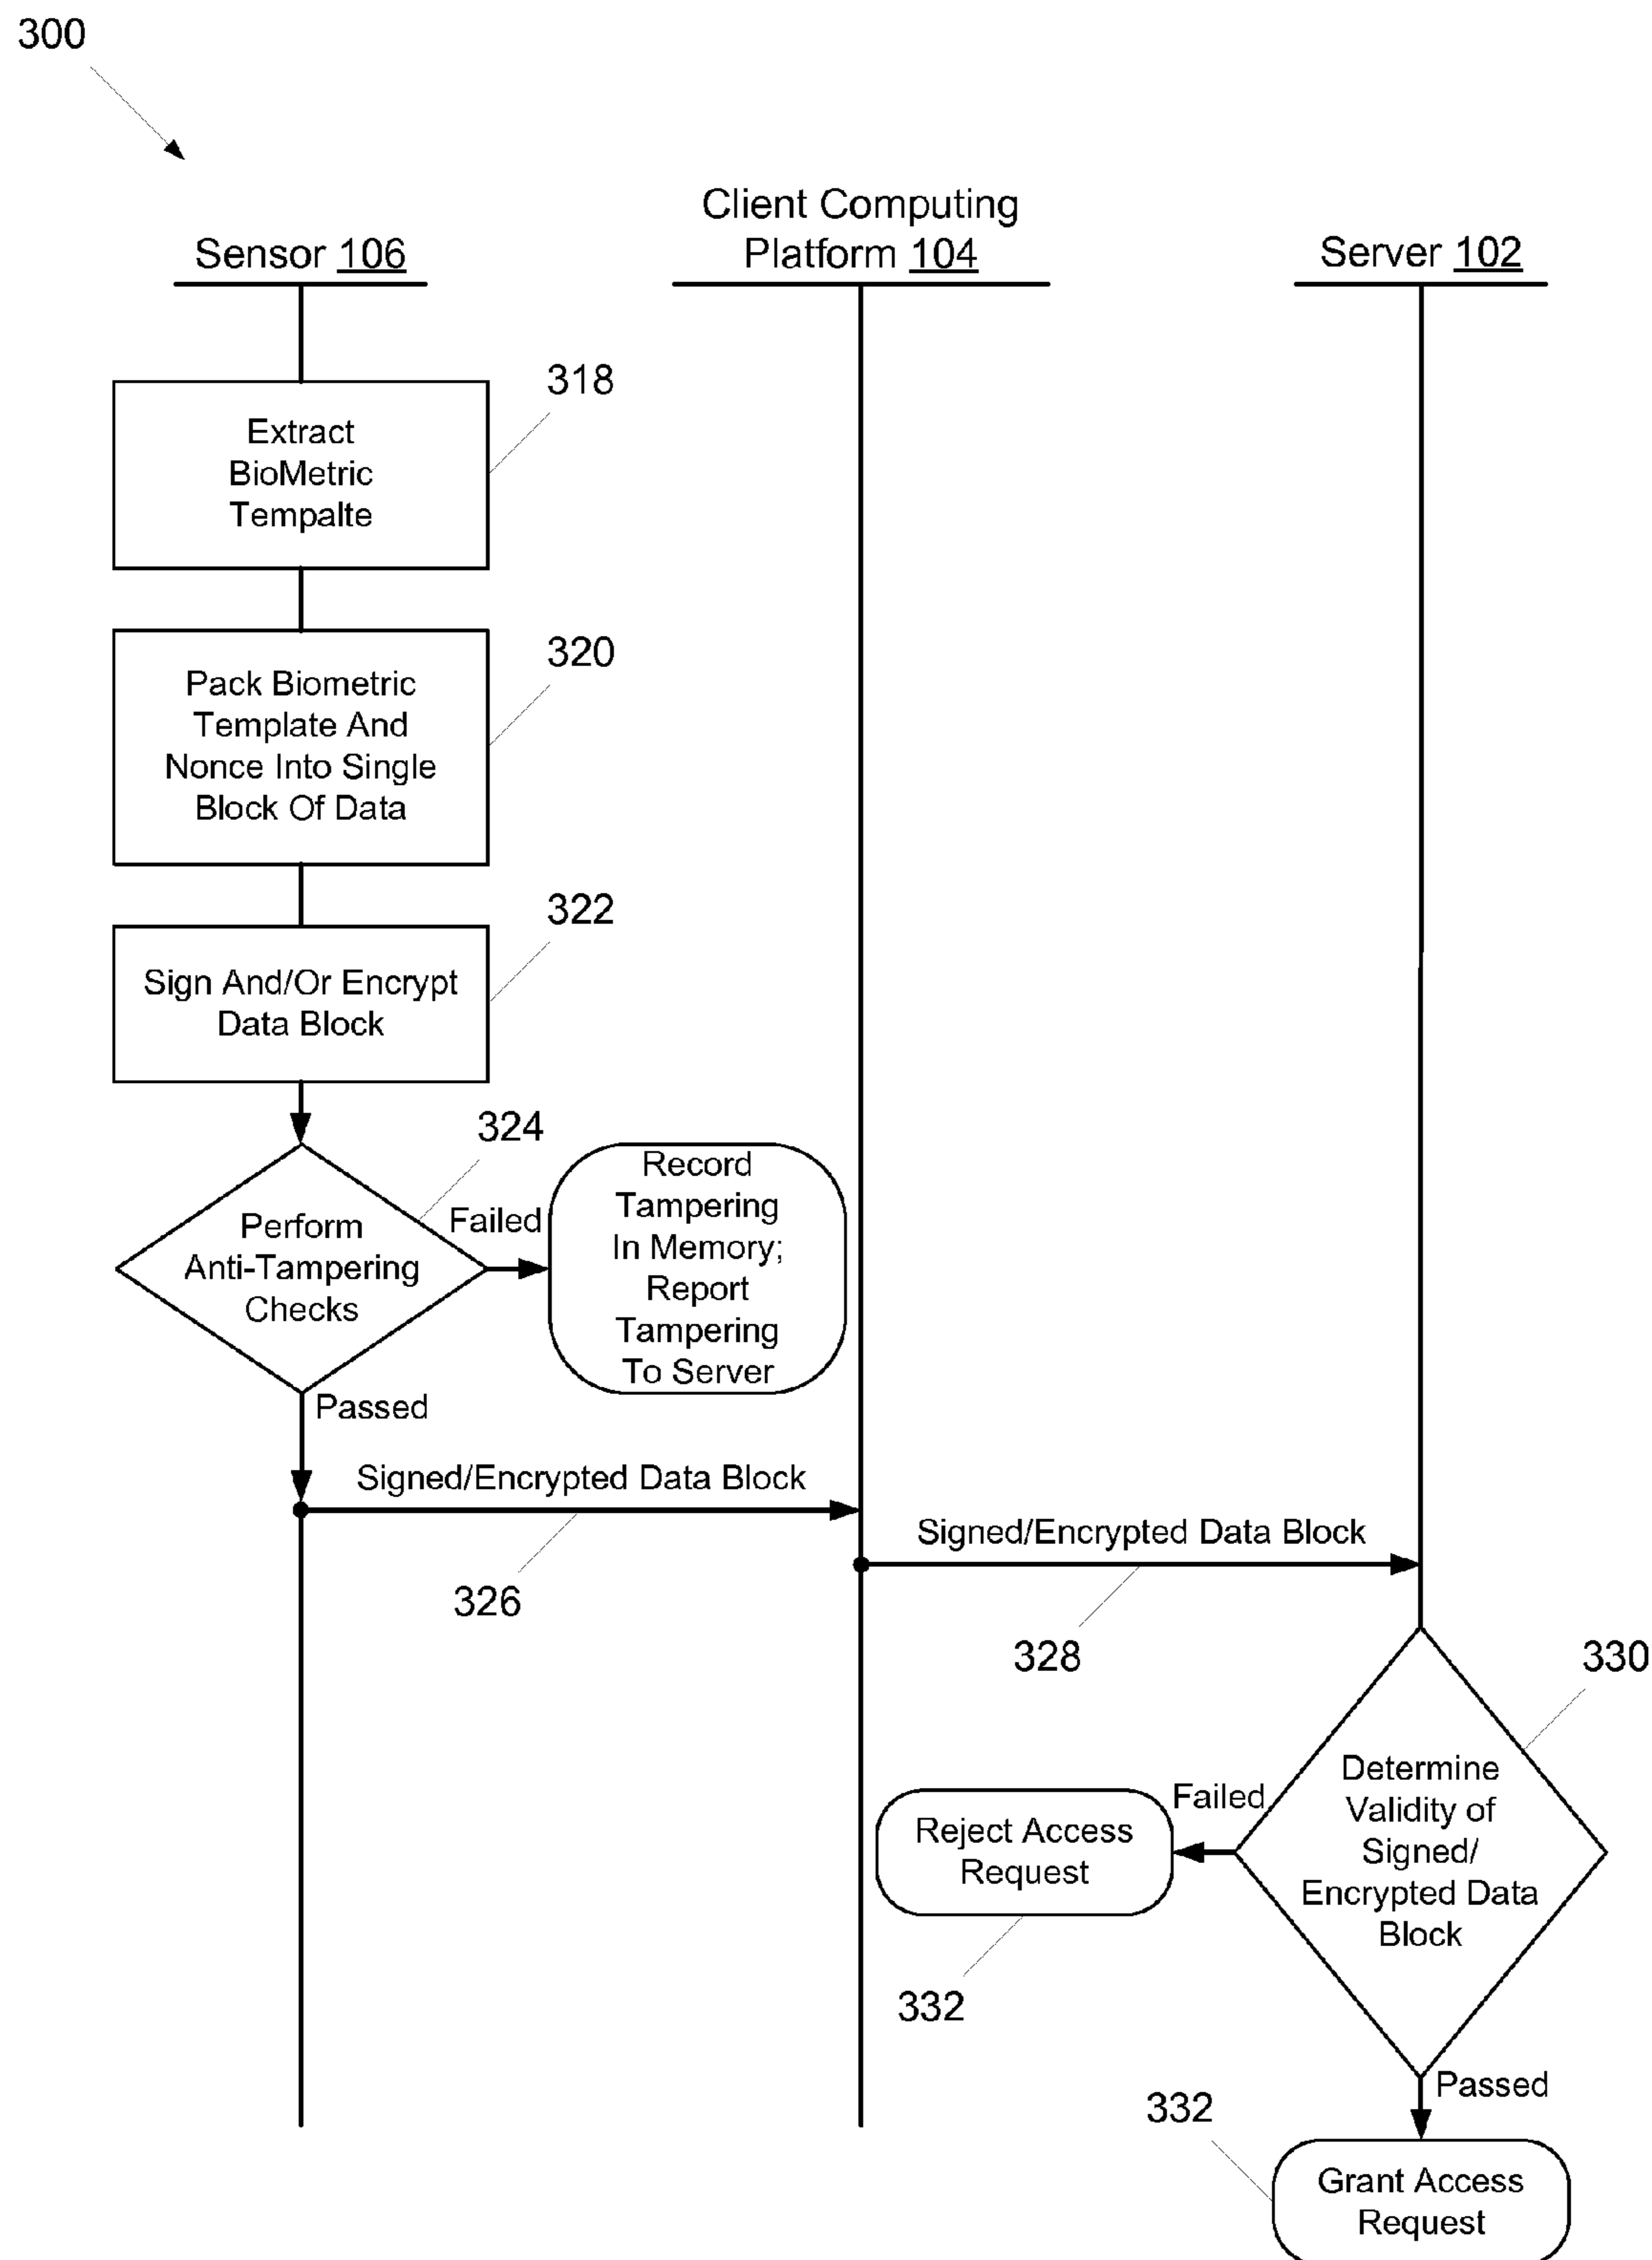 300
Client Computing
Platform 104
Sensor 106
Server 102
318
Extract
BioMetric
Tempalte
320
Pack Biometric
Template And
Nonce Into Single
Block Of Data
322
Sign And/Or Encrypt
Data Block
324
Perform
Anti-Tampering
Checks
Failed
Record
Tampering
In Memory;
Report
Tampering
To Server
Passed
Signed/Encrypted Data Block
326
Signed/Encrypted Data Block
328
330
Determine
Validity of
Signed/
Encrypted Data
Block
Failed
Reject Access
Request
332
Passed
332
Grant Access
Request